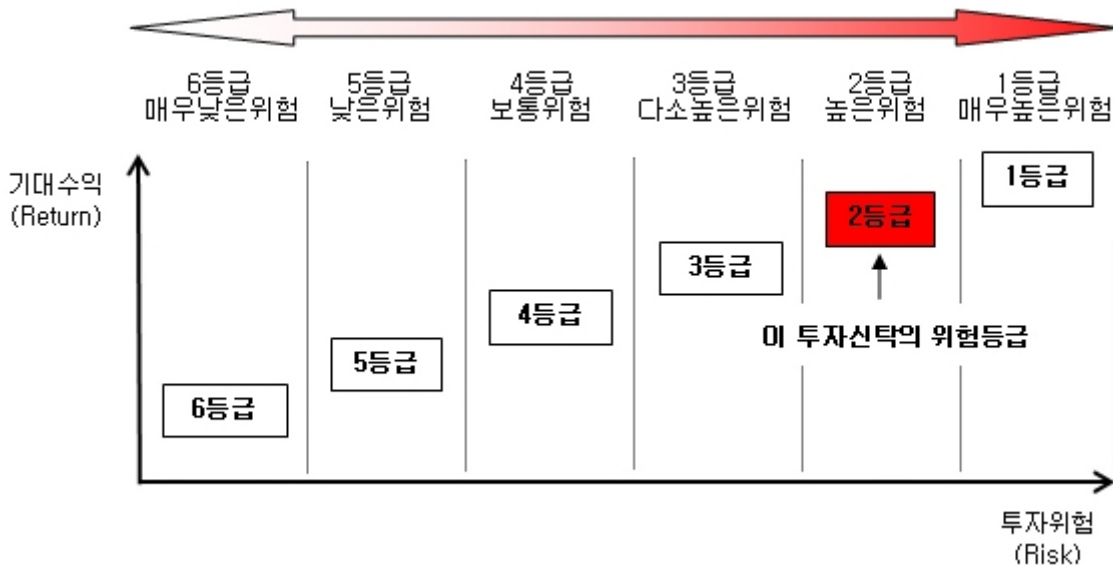 6등급 5등급 4등급 3등급 2등급 1등급
매우낮은위험 낮은위험 보통위험 다소높은위험 높은위험 매우높은위험
기대수익
(Return)
1등급
2등급
3등급
4등급
이 투자신탁의 위험등급
5등급
6등급
투자위험
(Risk)